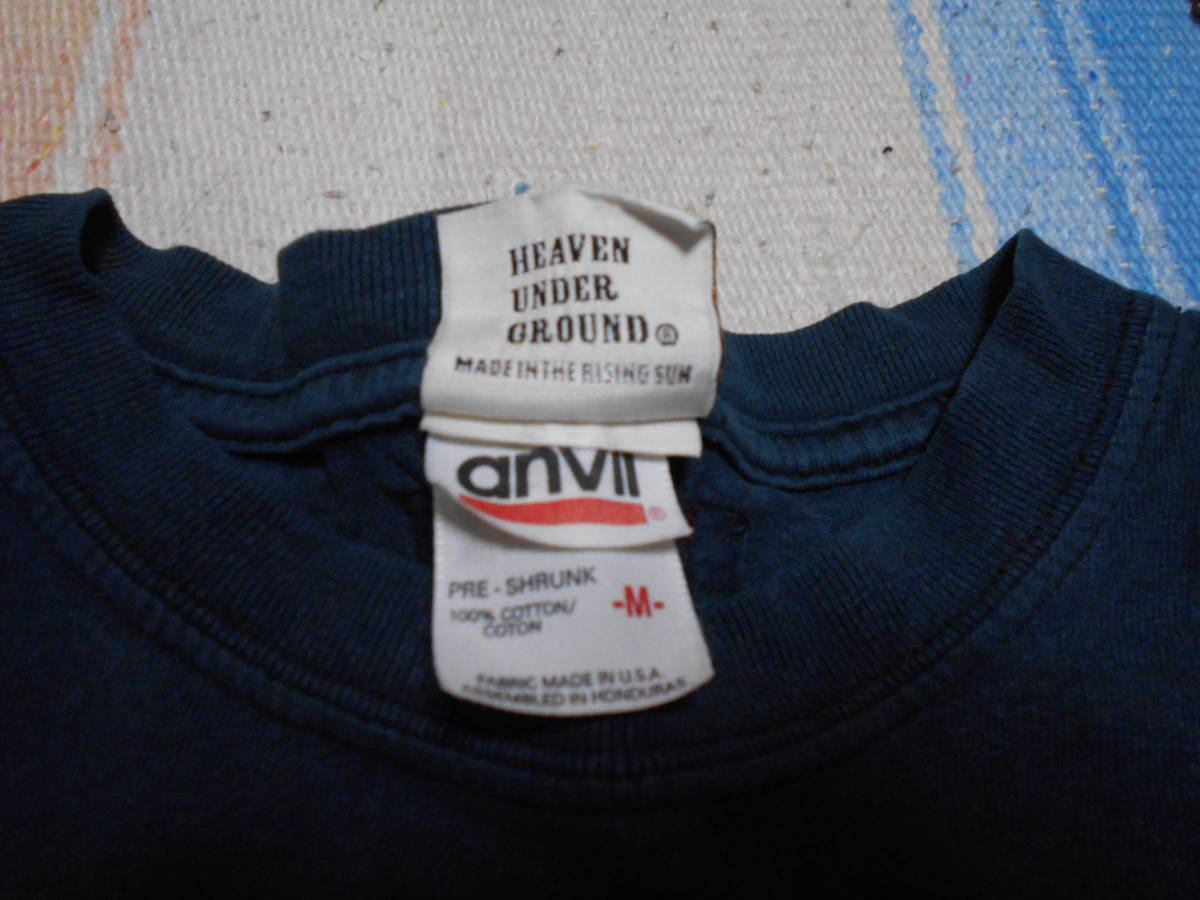 HEAVEN
UNDER
GROUND®
MADE IN THE RISING SUN
anvil
®
PRE - SHRUNK
100% COTTON/
COTON
-M-
FABRIC MADE IN U.S.A.
ASSEMBLED IN HONDURAS